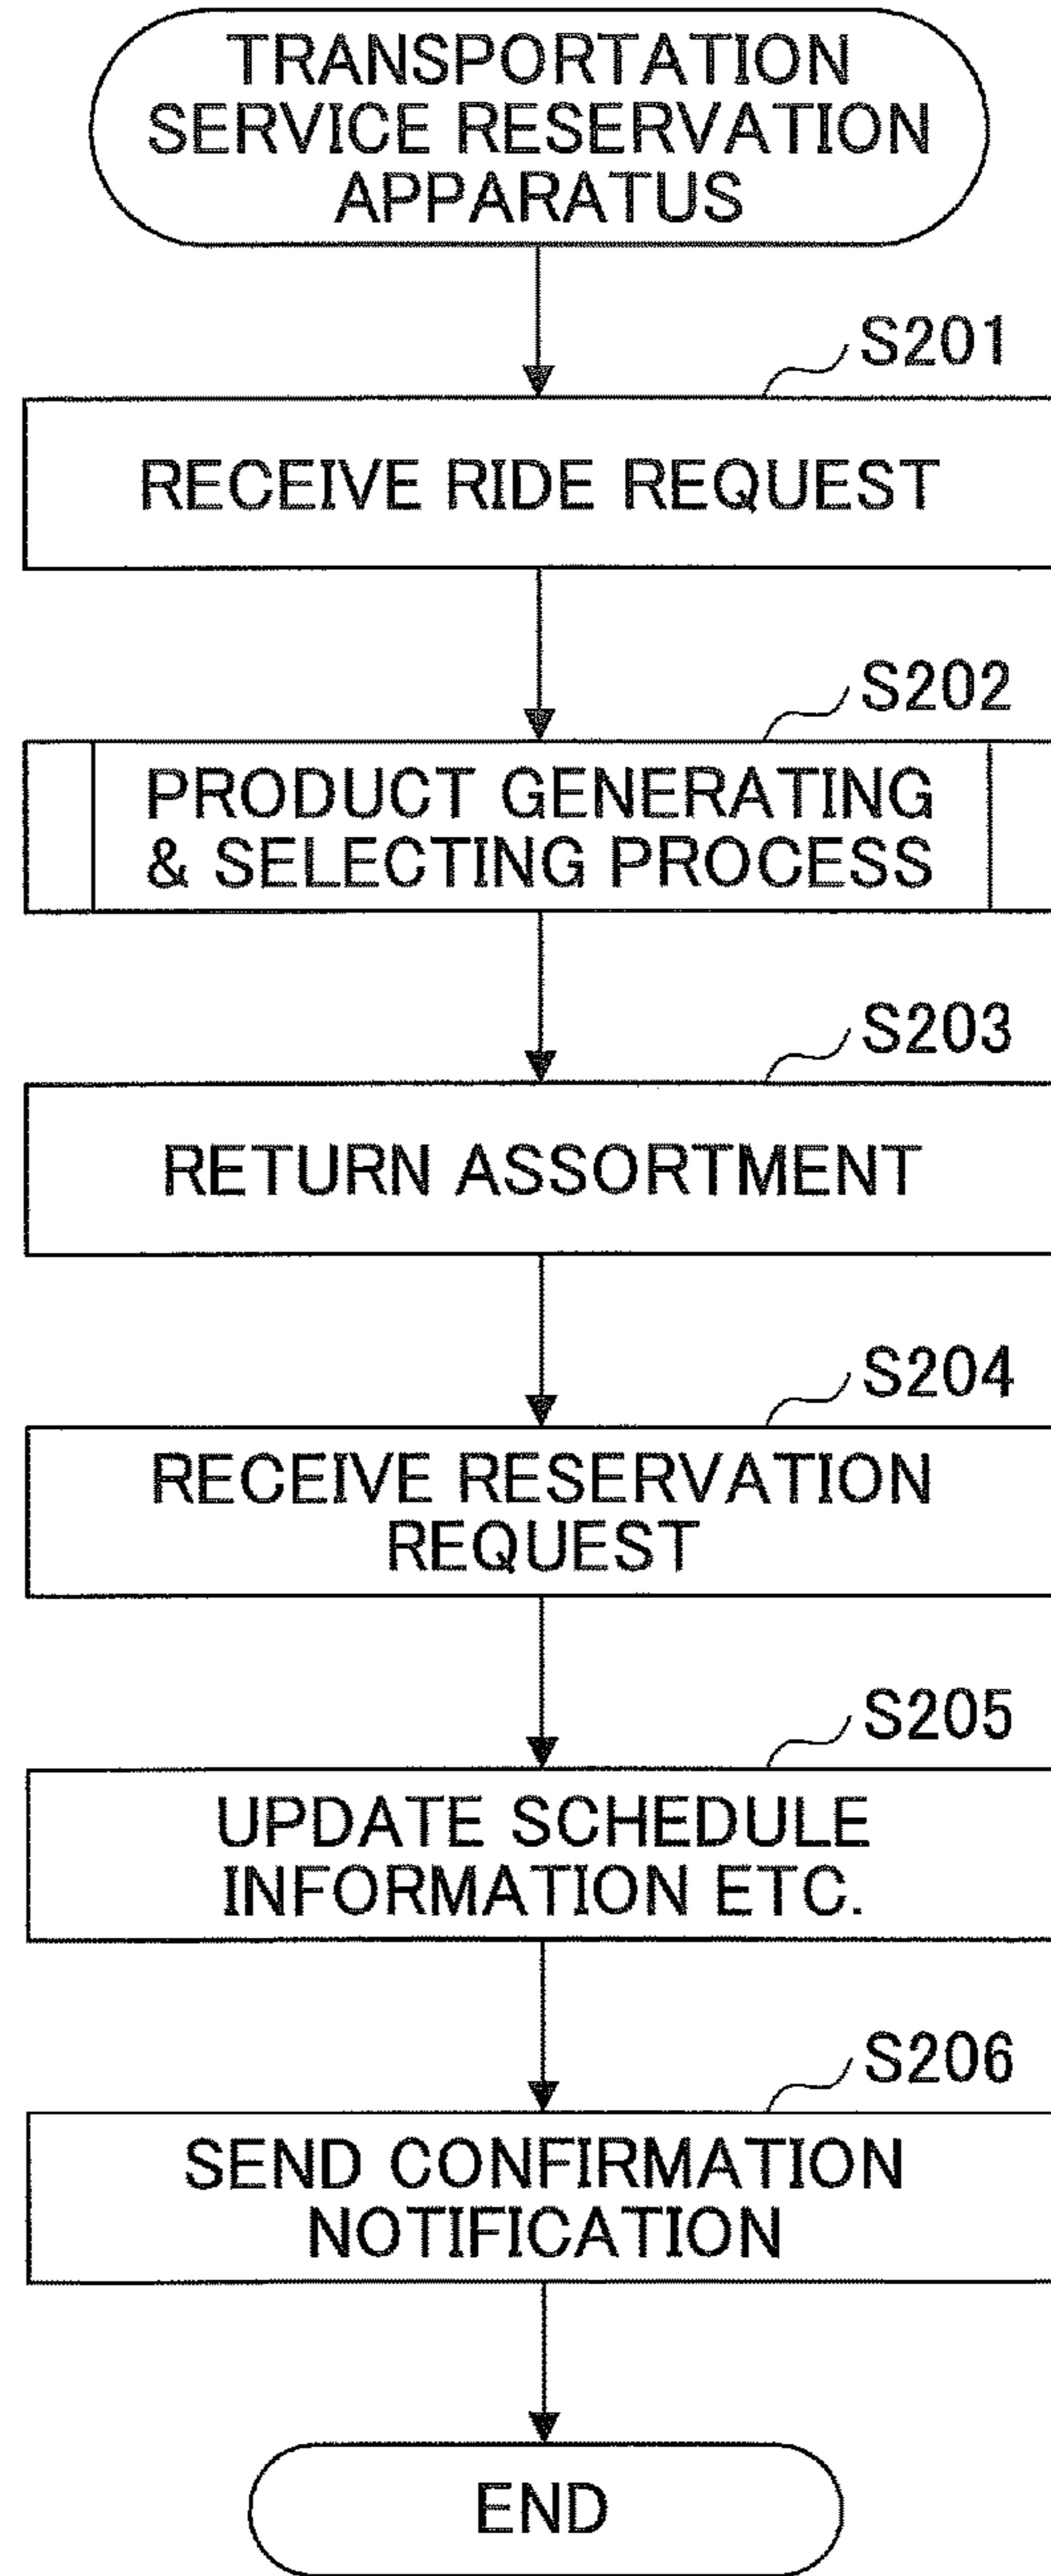 TRANSPORTATION
SERVICE RESERVATION
APPARATUS
S201
RECEIVE RIDE REQUEST
S202
PRODUCT GENERATING
& SELECTING PROCESS
S203
RETURN ASSORTMENT
S204
RECEIVE RESERVATION
REQUEST
S205
UPDATE SCHEDULE
INFORMATION ETC.
S206
SEND CONFIRMATION
NOTIFICATION
END